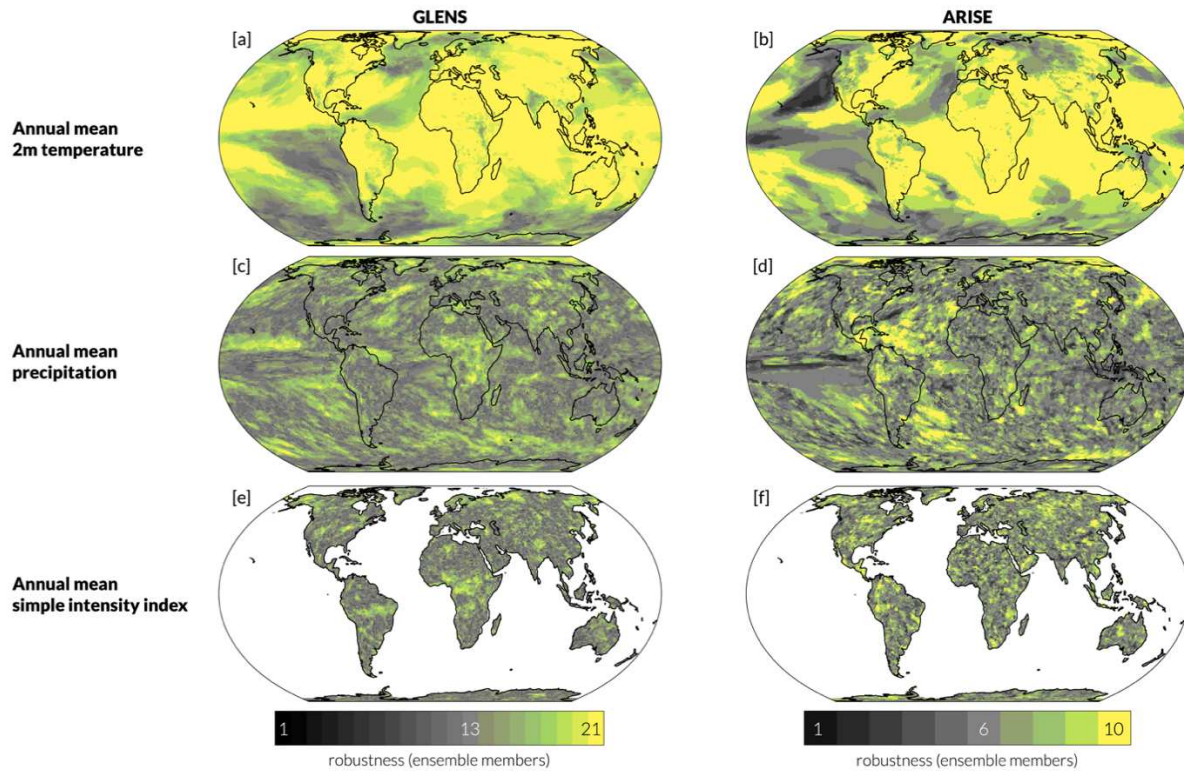 GLENS
ARISE
[a]
[b]
Annual mean
2m temperature
[c]
[d]
Annual mean
precipitation
[e]
[f]
Annual mean
simple intensity index
1 13 21
1 6 10
robustness (ensemble members)
robustness (ensemble members)